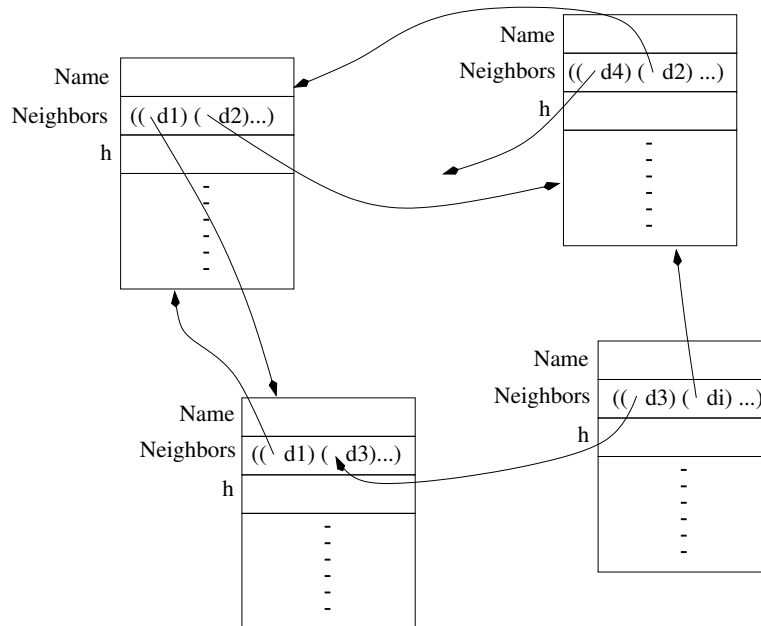 Name
Neighbors ((  d1) (  d2)...)
h
Name
Neighbors ((  d4) (  d2) ...)
h
Name
Neighbors ((  d1) (  d3)...)
h
Name
Neighbors ((  d3) (  di) ...)
h